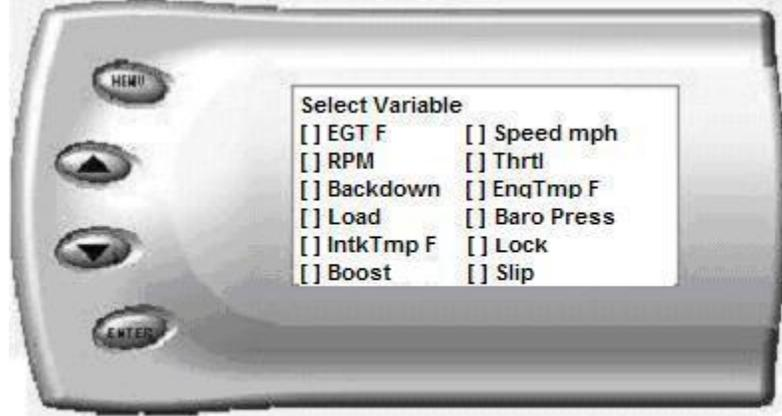 MENU
Select Variable
[ ] EGT F [ ] Speed mph
[ ] RPM [ ] Thrtl
[ ] Backdown [ ] EngTmp F
[ ] Load [ ] Baro Press
[ ] IntkTmp F [ ] Lock
[ ] Boost [ ] Slip
ENTER